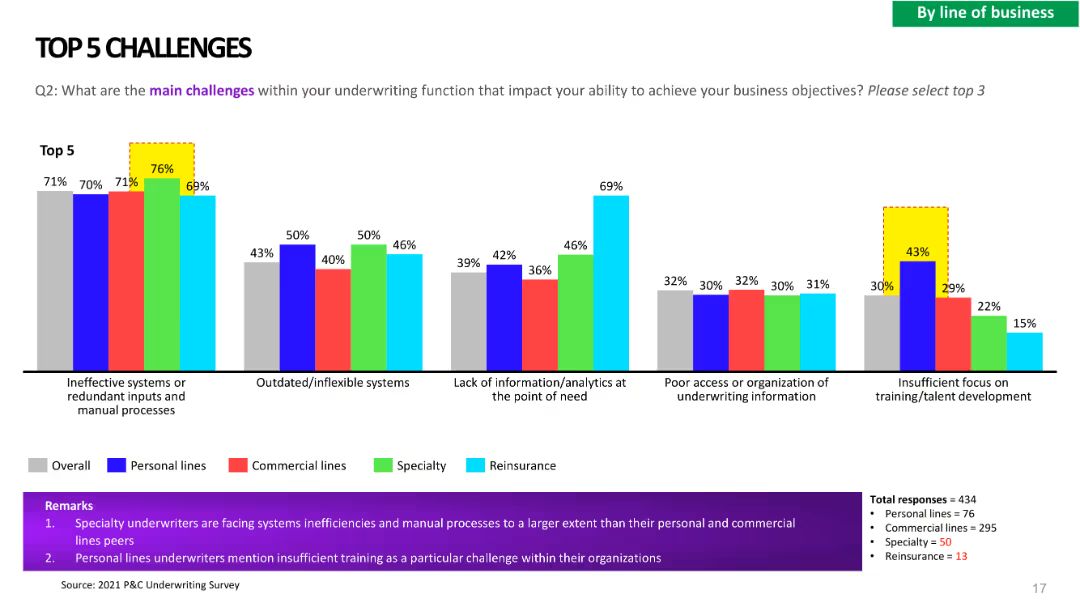 By line of business
TOP 5 CHALLENGES
Q2: What are the main challenges within your underwriting function that impact your ability to achieve your business objectives? Please select top 3
Top 5
71% 70% 71% 76% 69%
43% 50% 40% 50% 46%
39% 42% 36% 46% 69%
32% 30% 32% 30% 31%
30% 43% 29% 22% 15%
Ineffective systems or
redundant inputs and
manual processes
Outdated/inflexible systems
Lack of information/analytics at
the point of need
Poor access or organization of
underwriting information
Insufficient focus on
training/talent development
Overall Personal lines Commercial lines Specialty Reinsurance
Remarks
1. Specialty underwriters are facing systems inefficiencies and manual processes to a larger extent than their personal and commercial
lines peers
2. Personal lines underwriters mention insufficient training as a particular challenge within their organizations
Total responses = 434
• Personal lines = 76
• Commercial lines = 295
• Specialty = 50
• Reinsurance = 13
Source: 2021 P&C Underwriting Survey
17